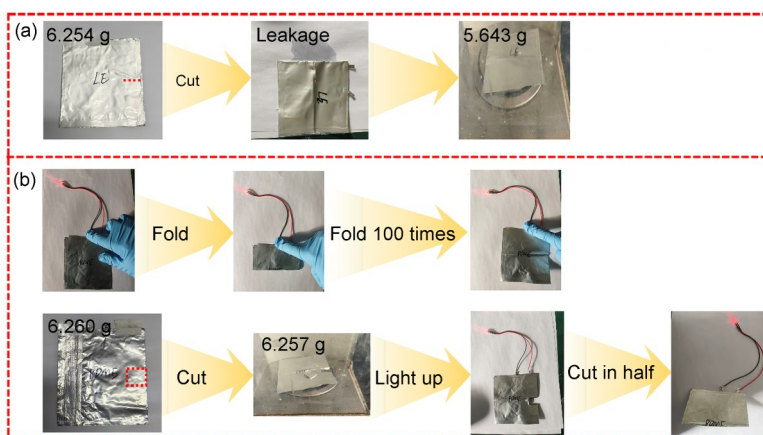 (a)
6.254 g
Leakage
5.643 g
LE
Cut
LE
(b)
Fold
Fold 100 times
6.260 g
6.257 g
Cut
Light up
Cut in half